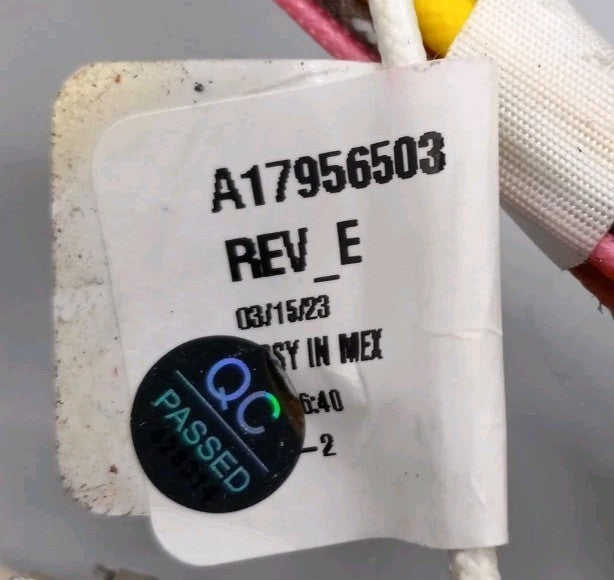 A17956503
REV_E
03/15/23
SY IN MEX
6:40
-2
QC
PASSED